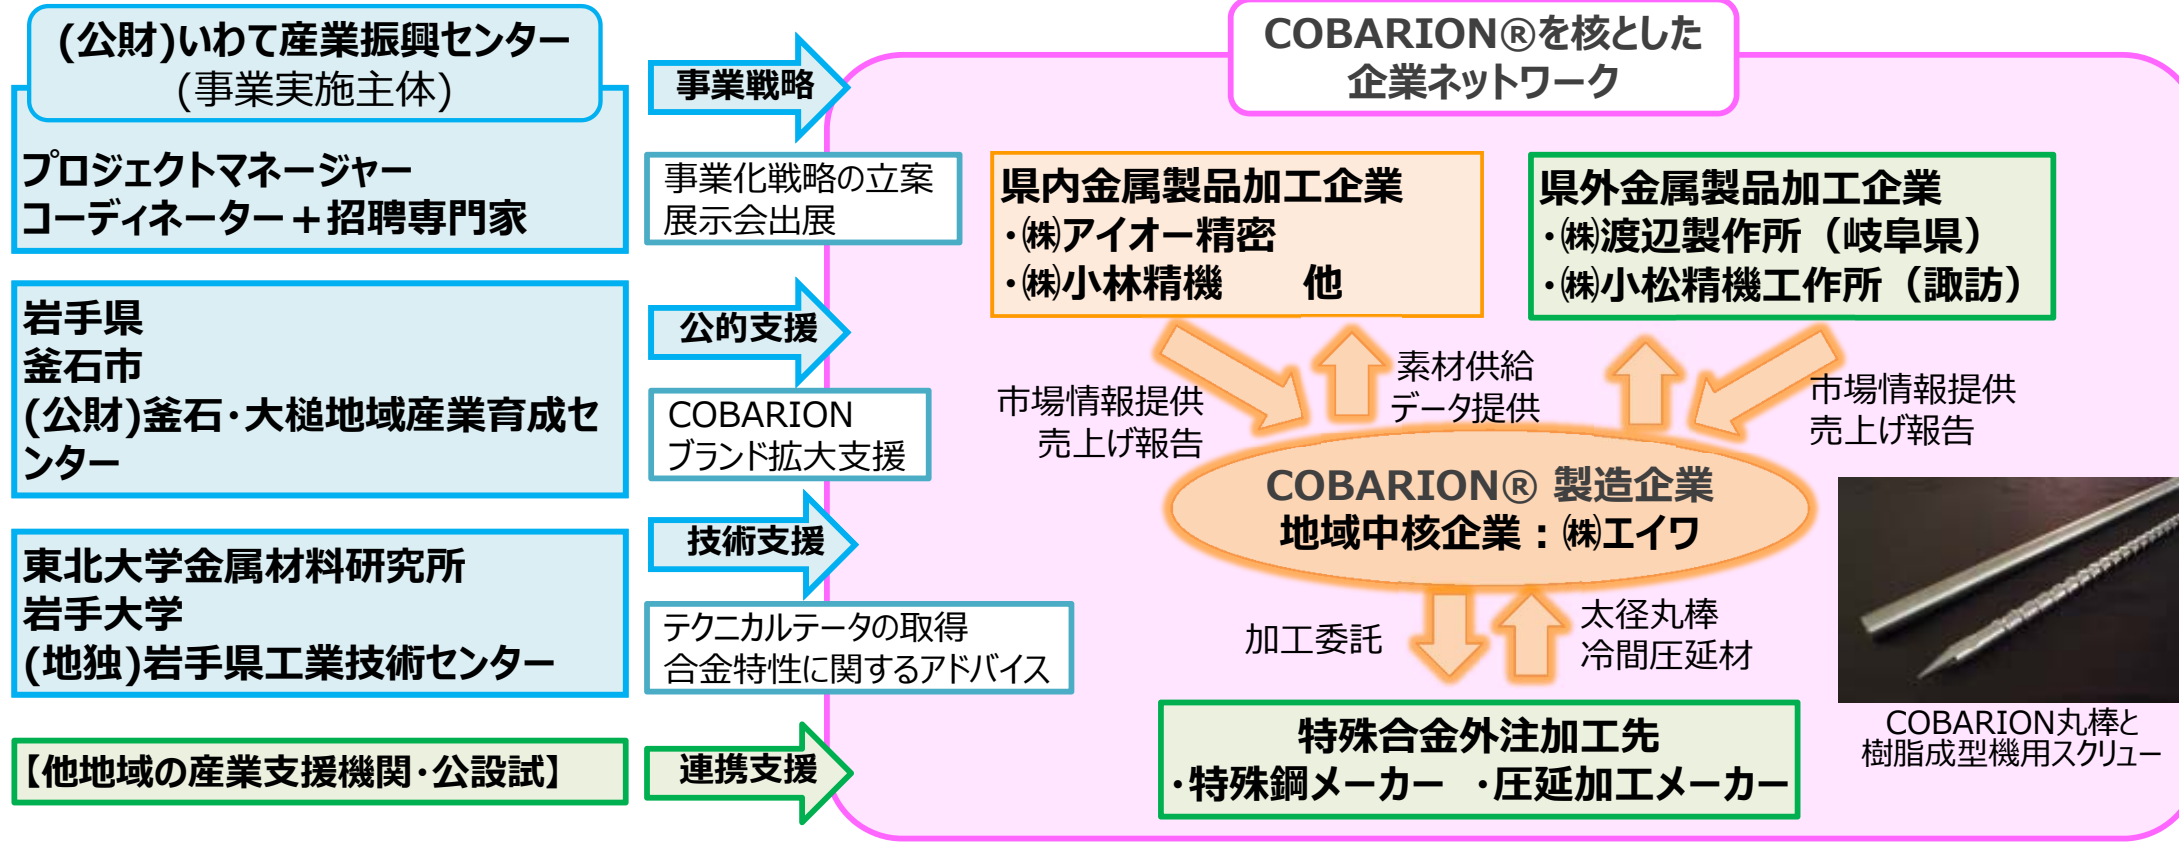 (公財)いわて産業振興センター
(事業実施主体)
プロジェクトマネージャー
コーディネーター＋招聘専門家
事業戦略
事業化戦略の立案
展示会出展
岩手県
釜石市
(公財)釜石・大槌地域産業育成セ
ンター
公的支援
COBARION
ブランド拡大支援
東北大学金属材料研究所
岩手大学
(地独)岩手県工業技術センター
技術支援
テクニカルテータの取得
合金特性に関するアドバイス
【他地域の産業支援機関・公設試】
連携支援
COBARION®を核とした
企業ネットワーク
県内金属製品加工企業
・㈱アイオー精密
・㈱小林精機　　他
県外金属製品加工企業
・㈱渡辺製作所（岐阜県）
・㈱小松精機工作所（諏訪）
市場情報提供
売上げ報告
素材供給
データ提供
市場情報提供
売上げ報告
COBARION® 製造企業
地域中核企業：㈱エイワ
加工委託
太径丸棒
冷間圧延材
特殊合金外注加工先
・特殊鋼メーカー　・圧延加工メーカー
COBARION丸棒と
樹脂成型機用スクリュー